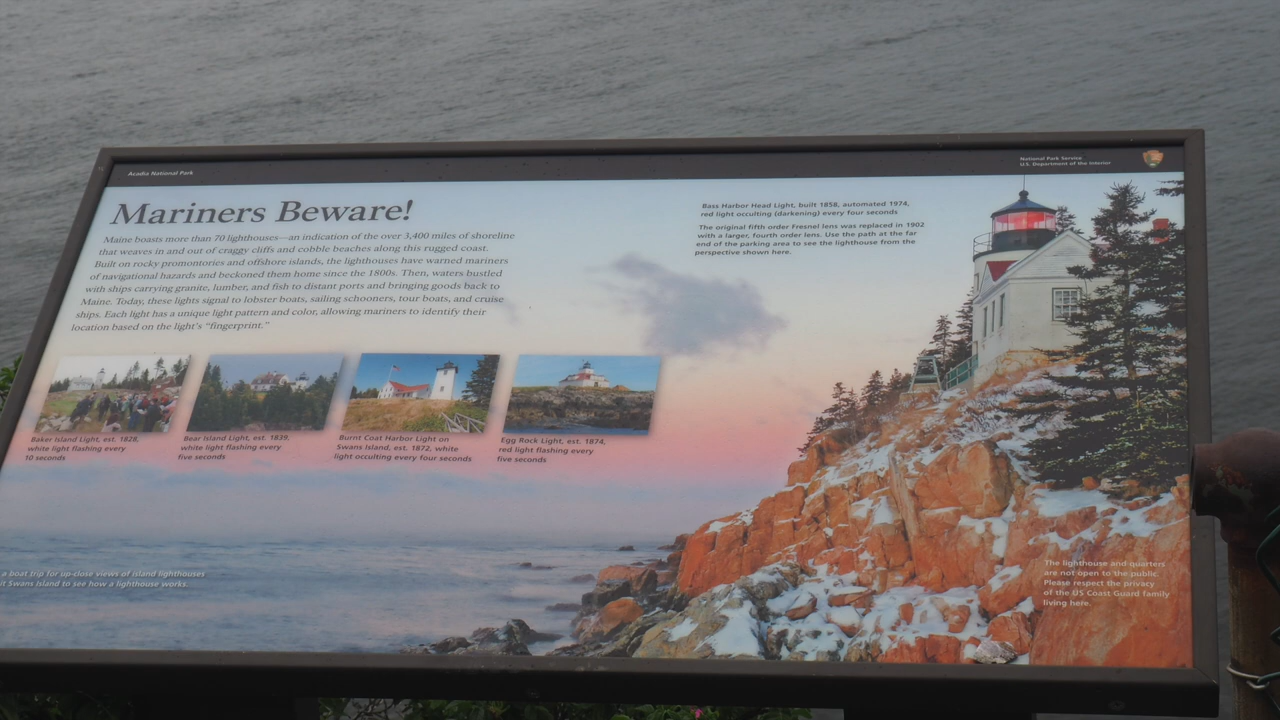 Acadia National Park
National Park Service
U.S. Department of the Interior
Mariners Beware!
Maine boasts more than 70 lighthouses—an indication of the over 3,400 miles of shoreline
that weaves in and out of craggy cliffs and cobble beaches along this rugged coast.
Built on rocky promontories and offshore islands, the lighthouses have warned mariners
of navigational hazards and beckoned them home since the 1800s. Then, waters bustled
with ships carrying granite, lumber, and fish to distant ports and bringing goods back to
Maine. Today, these lights signal to lobster boats, sailing schooners, tour boats, and cruise
ships. Each light has a unique light pattern and color, allowing mariners to identify their
location based on the light's "fingerprint."
Bass Harbor Head Light, built 1858, automated 1974,
red light occulting (darkening) every four seconds
The original fifth order Fresnel lens was replaced in 1902
with a larger, fourth order lens. Use the path at the far
end of the parking area to see the lighthouse from the
perspective shown here.
Baker Island Light, est. 1828,
white light flashing every
10 seconds
Bear Island Light, est. 1839,
white light flashing every
five seconds
Burnt Coat Harbor Light on
Swans Island, est. 1872, white
light occulting every four seconds
Egg Rock Light, est. 1874,
red light flashing every
five seconds
a boat trip for up-close views of island lighthouses
Swans Island to see how a lighthouse works.
The lighthouse and quarters
are not open to the public.
Please respect the privacy
of the US Coast Guard family
living here.